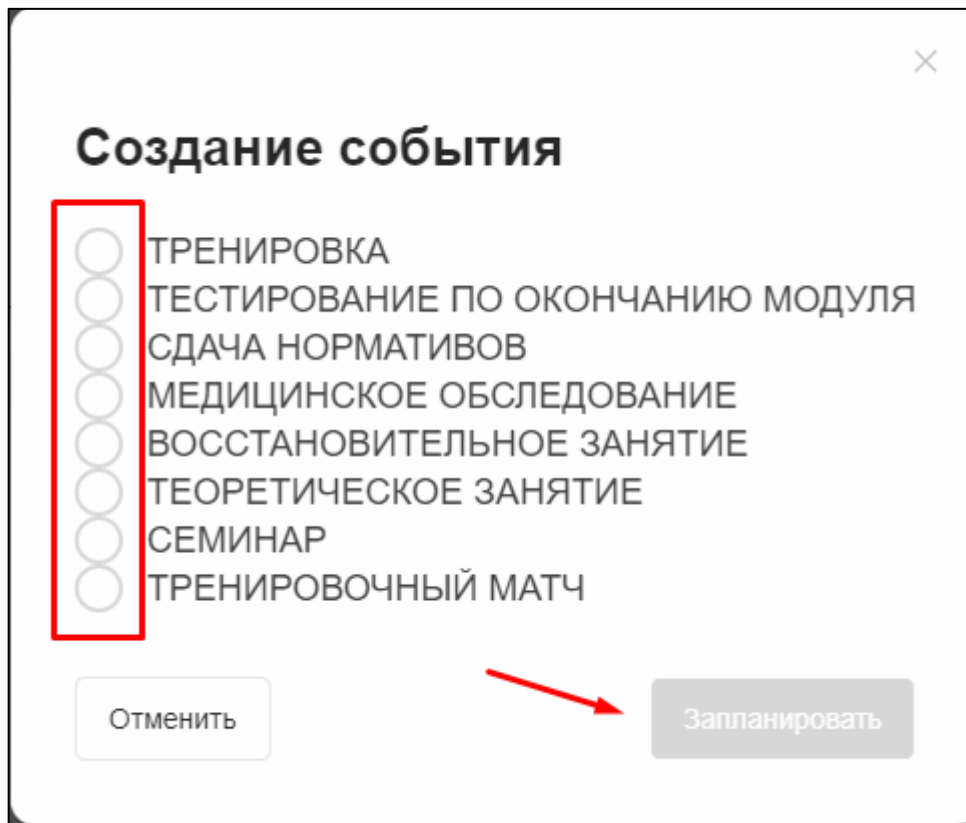 Создание события
ТРЕНИРОВКА
ТЕСТИРОВАНИЕ ПО ОКОНЧАНИЮ МОДУЛЯ
СДАЧА НОРМАТИВОВ
МЕДИЦИНСКОЕ ОБСЛЕДОВАНИЕ
ВОССТАНОВИТЕЛЬНОЕ ЗАНЯТИЕ
ТЕОРЕТИЧЕСКОЕ ЗАНЯТИЕ
СЕМИНАР
ТРЕНИРОВОЧНЫЙ МАТЧ
Отменить
Запланировать